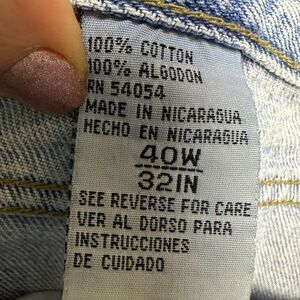 100% COTTON
100% ALGODON
RN 54054
MADE IN NICARAGUA
HECHO EN NICARAGUA
40W
32IN
SEE REVERSE FOR CARE
VER AL DORSO PARA
INSTRUCCIONES
DE CUIDADO